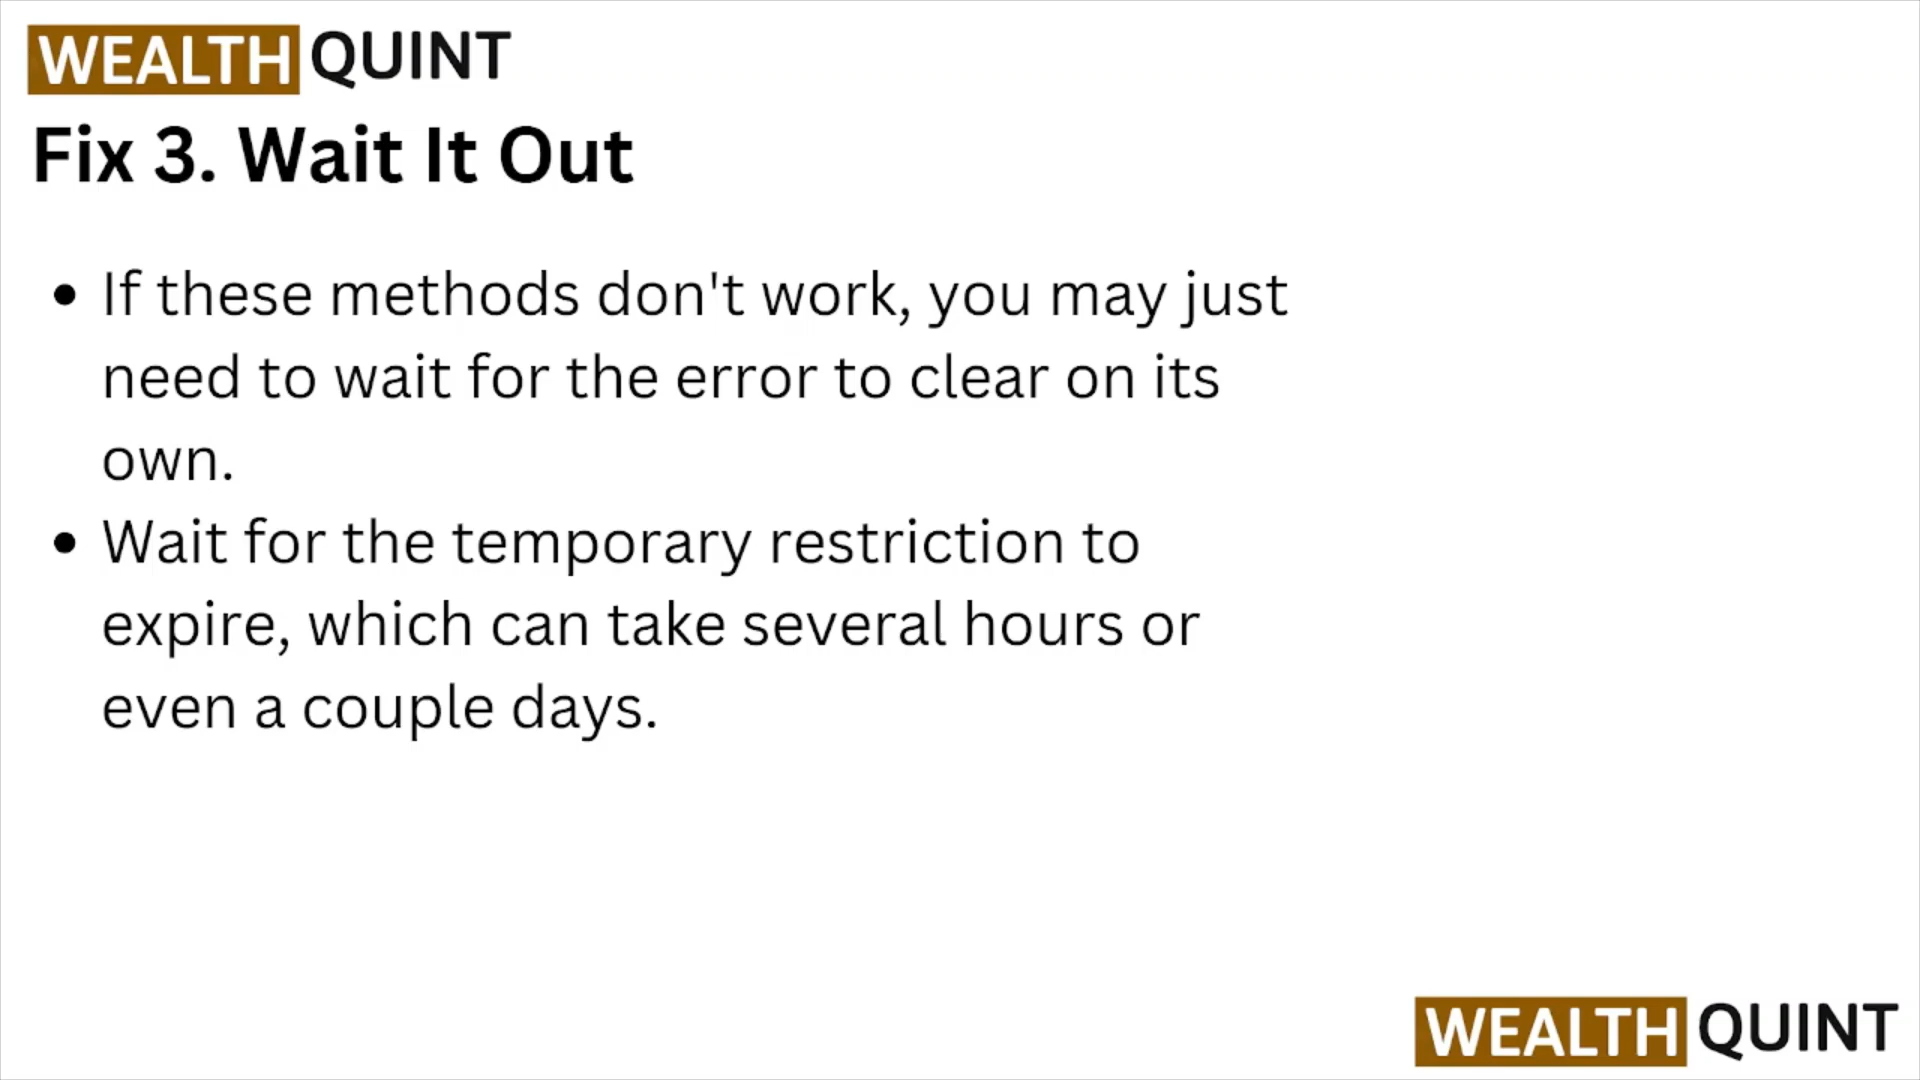 WEALTH QUINT
Fix 3. Wait It Out
• If these methods don't work, you may just
need to wait for the error to clear on its
own.
• Wait for the temporary restriction to
expire, which can take several hours or
even a couple days.
WEALTH QUINT